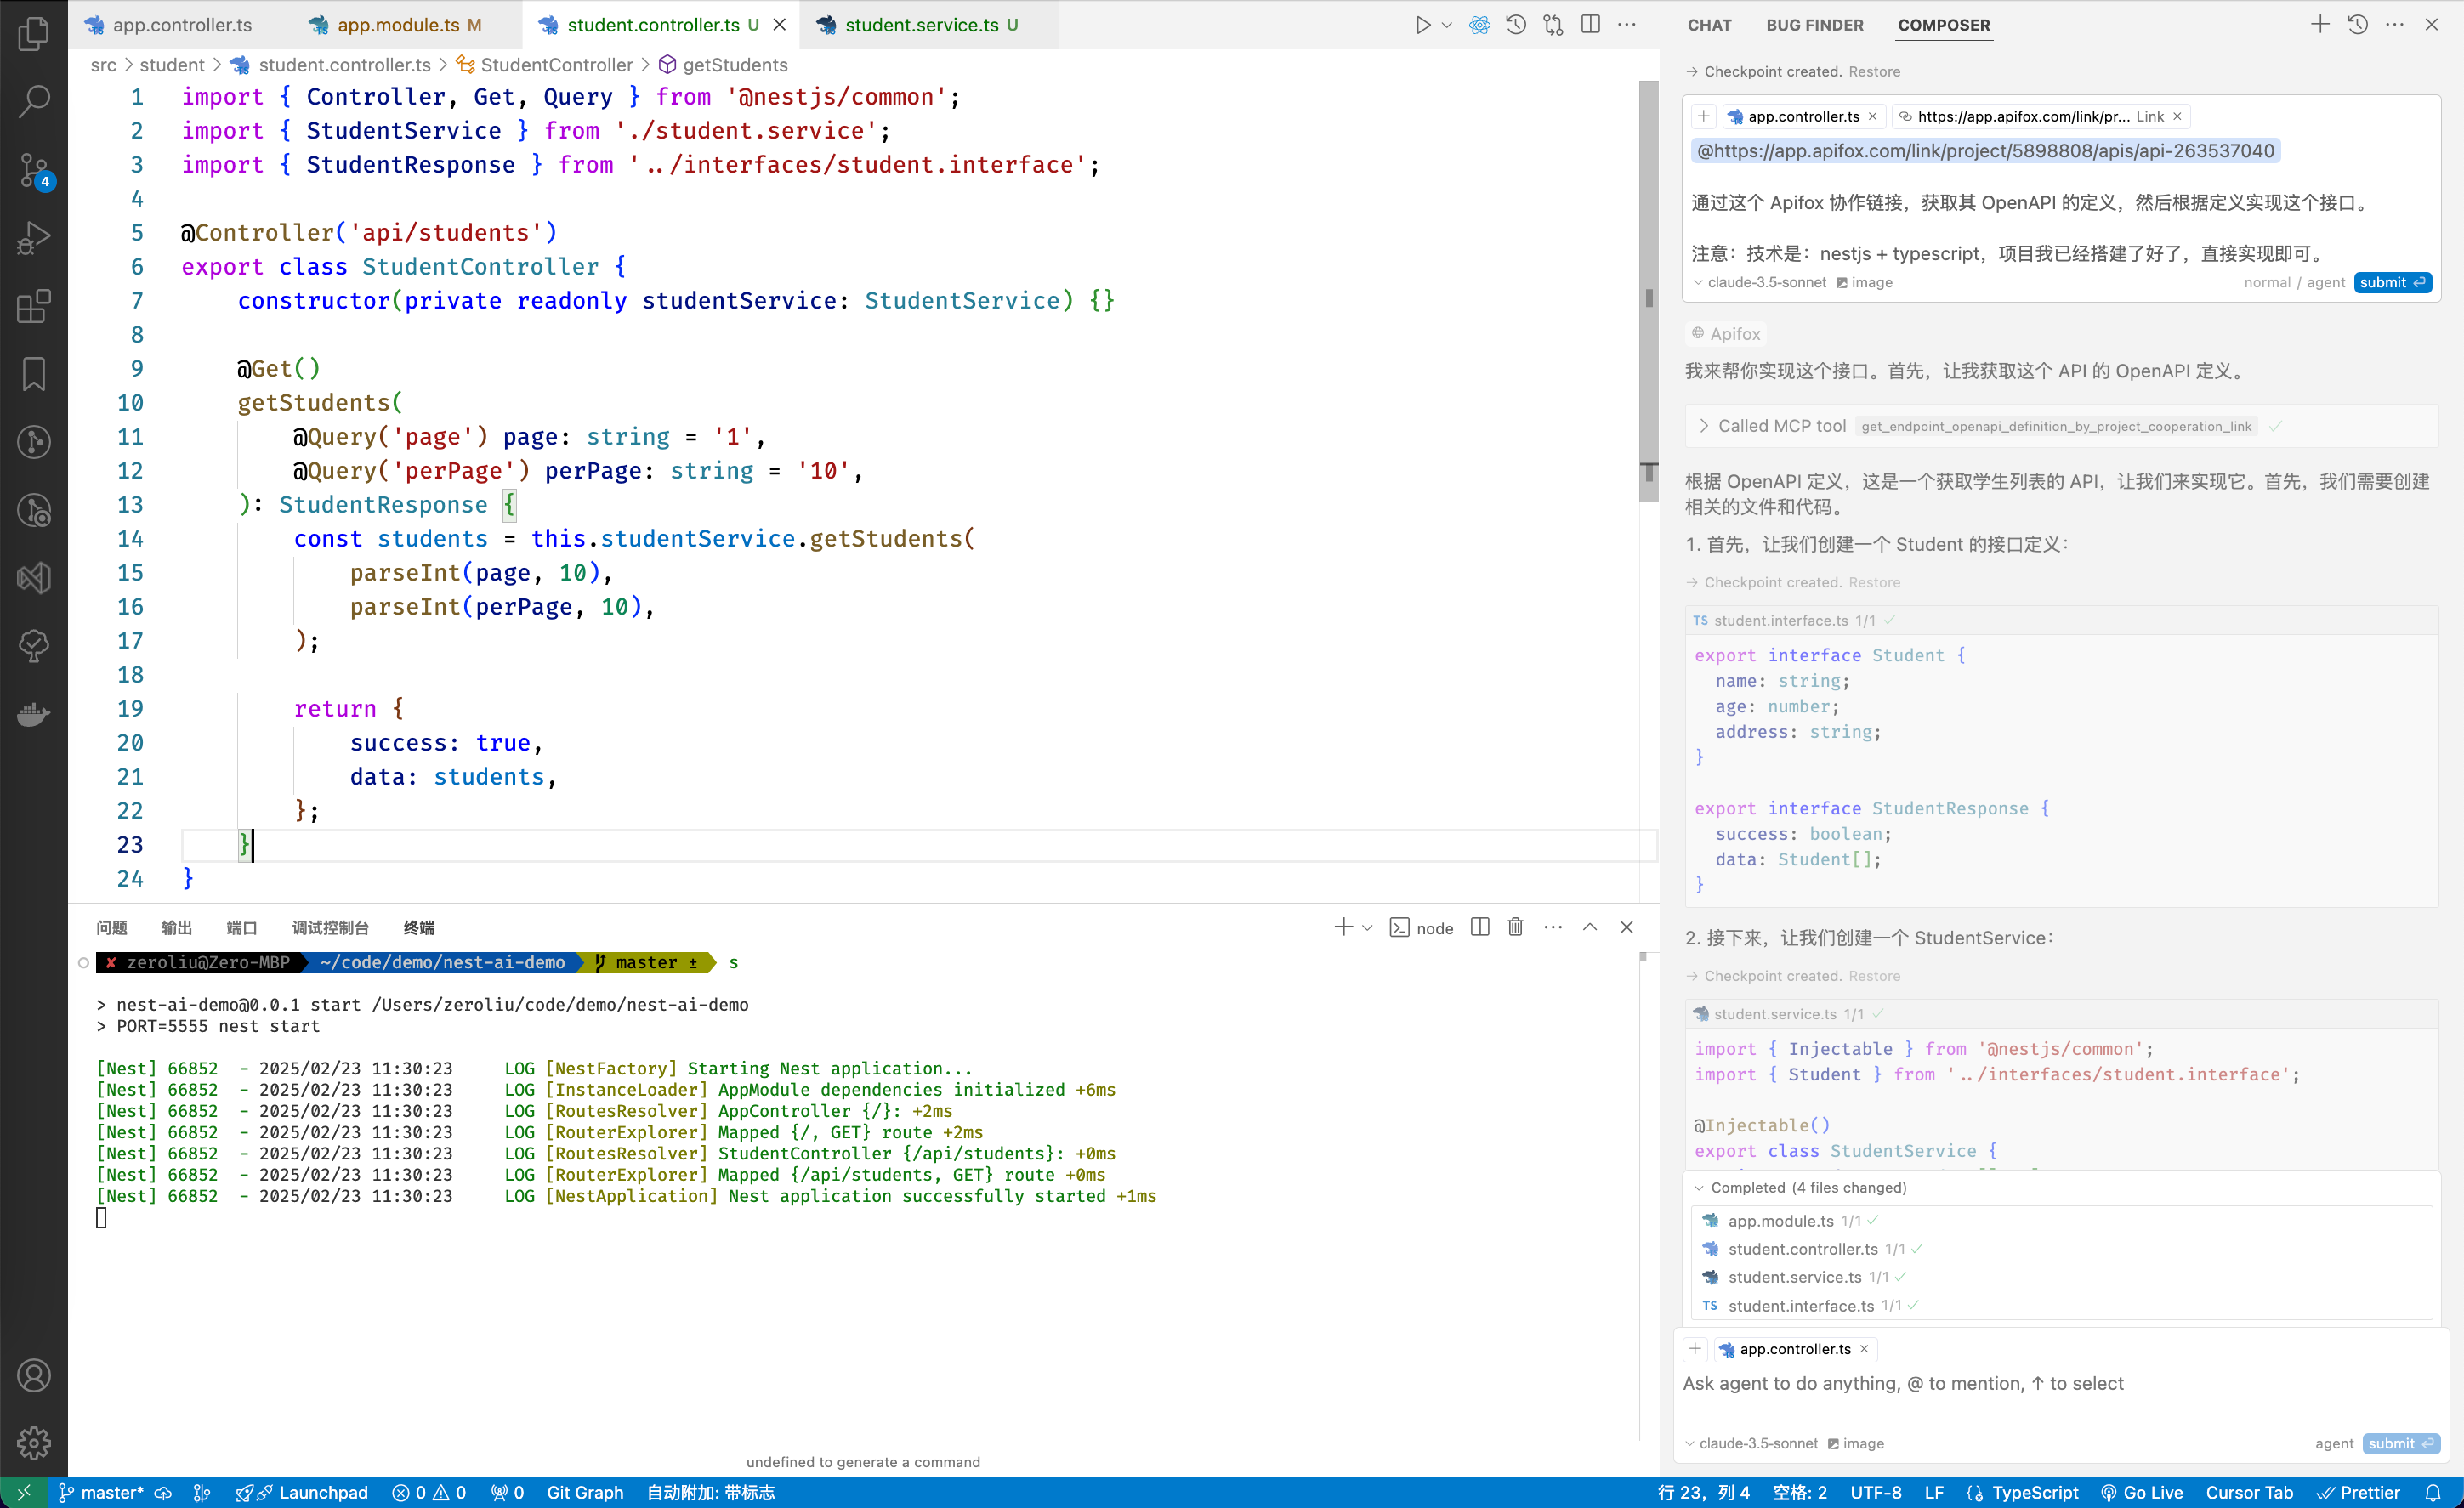 app.controller.ts
app.module.ts M
student.controller.ts U
student.service.ts U
src > student > student.controller.ts > StudentController > getStudents
4
1 import { Controller, Get, Query } from '@nestjs/common';
2 import { StudentService } from './student.service';
3 import { StudentResponse } from '../interfaces/student.interface';
4
5 @Controller('api/students')
6 export class StudentController {
7 constructor(private readonly studentService: StudentService) {}
8
9 @Get()
10 getStudents(
11 @Query('page') page: string = '1',
12 @Query('perPage') perPage: string = '10',
13 ): StudentResponse {
14 const students = this.studentService.getStudents(
15 parseInt(page, 10),
16 parseInt(perPage, 10),
17 );
18
19 return {
20 success: true,
21 data: students,
22 };
23 }
24 }
问题 输出 端口 调试控制台 终端
node
✘ zeroliu@Zero-MBP ~/code/demo/nest-ai-demo master ± s
> nest-ai-demo@0.0.1 start /Users/zeroliu/code/demo/nest-ai-demo
> PORT=5555 nest start
[Nest] 66852 - 2025/02/23 11:30:23 LOG [NestFactory] Starting Nest application...
[Nest] 66852 - 2025/02/23 11:30:23 LOG [InstanceLoader] AppModule dependencies initialized +6ms
[Nest] 66852 - 2025/02/23 11:30:23 LOG [RoutesResolver] AppController {/}: +2ms
[Nest] 66852 - 2025/02/23 11:30:23 LOG [RouterExplorer] Mapped {/, GET} route +2ms
[Nest] 66852 - 2025/02/23 11:30:23 LOG [RoutesResolver] StudentController {/api/students}: +0ms
[Nest] 66852 - 2025/02/23 11:30:23 LOG [RouterExplorer] Mapped {/api/students, GET} route +0ms
[Nest] 66852 - 2025/02/23 11:30:23 LOG [NestApplication] Nest application successfully started +1ms
undefined to generate a command
CHAT BUG FINDER COMPOSER
→ Checkpoint created. Restore
+ app.controller.ts × https://app.apifox.com/link/pr... Link ×
@https://app.apifox.com/link/project/5898808/apis/api-263537040
通过这个 Apifox 协作链接，获取其 OpenAPI 的定义，然后根据定义实现这个接口。
注意：技术是：nestjs + typescript，项目我已经搭建了好了，直接实现即可。
claude-3.5-sonnet image normal / agent submit
Apifox
我来帮你实现这个接口。首先，让我获取这个 API 的 OpenAPI 定义。
> Called MCP tool get_endpoint_openapi_definition_by_project_cooperation_link ✓
根据 OpenAPI 定义，这是一个获取学生列表的 API，让我们来实现它。首先，我们需要创建
相关的文件和代码。
1. 首先，让我们创建一个 Student 的接口定义：
→ Checkpoint created. Restore
TS student.interface.ts 1/1 ✓
export interface Student {
name: string;
age: number;
address: string;
}
export interface StudentResponse {
success: boolean;
data: Student[];
}
2. 接下来，让我们创建一个 StudentService：
→ Checkpoint created. Restore
student.service.ts 1/1 ✓
import { Injectable } from '@nestjs/common';
import { Student } from '../interfaces/student.interface';
@Injectable()
export class StudentService {
Completed (4 files changed)
app.module.ts 1/1 ✓
student.controller.ts 1/1 ✓
student.service.ts 1/1 ✓
TS student.interface.ts 1/1 ✓
+ app.controller.ts ×
Ask agent to do anything, @ to mention, ↑ to select
claude-3.5-sonnet image agent submit
master* Launchpad 0 0 0 Git Graph 自动附加: 带标志 行 23，列 4 空格: 2 UTF-8 LF TypeScript Go Live Cursor Tab Prettier